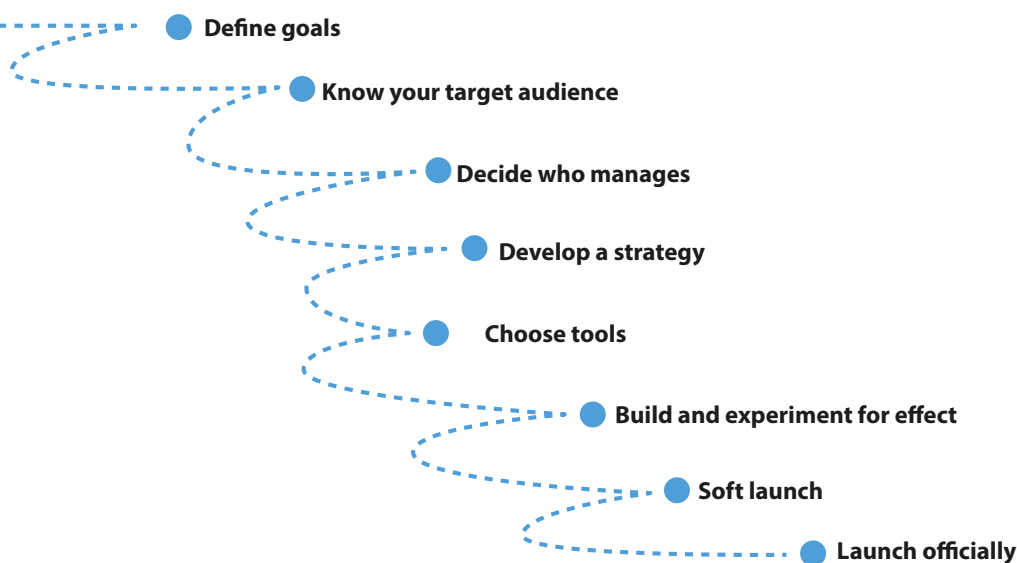 Define goals
Know your target audience
Decide who manages
Develop a strategy
Choose tools
Build and experiment for effect
Soft launch
Launch officially